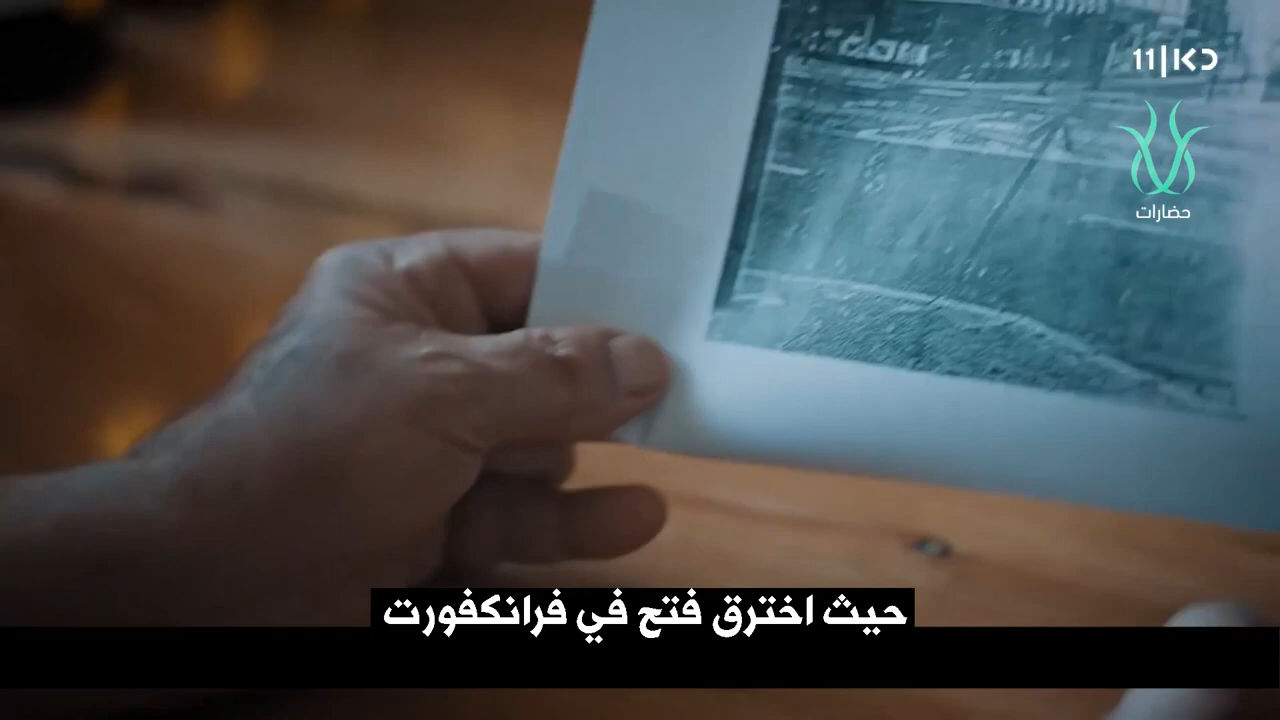 כאן|11
حضارات
حيث اخترق فتح في فرانكفورت